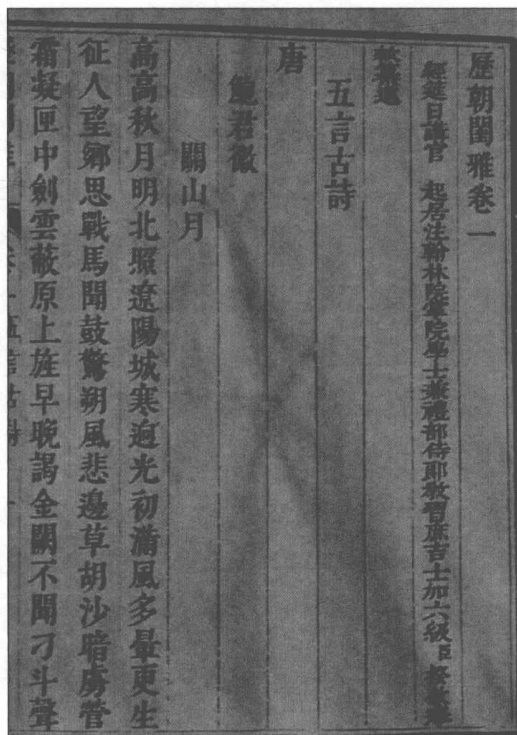 歷朝閨雅卷一
經筵日講官 起居注翰林院掌院學士兼禮部侍郎教習庶吉士加六級臣揆敘
五言古詩
唐
鮑君徽
關山月
高高秋月明北照遼陽城寒迥光初滿風多暈更生
征人望鄉思戰馬聞鼓驚朔風悲邊草胡沙暗虜營
霜凝匣中劍雲蔽原上旌早晚謁金闕不聞刁斗聲